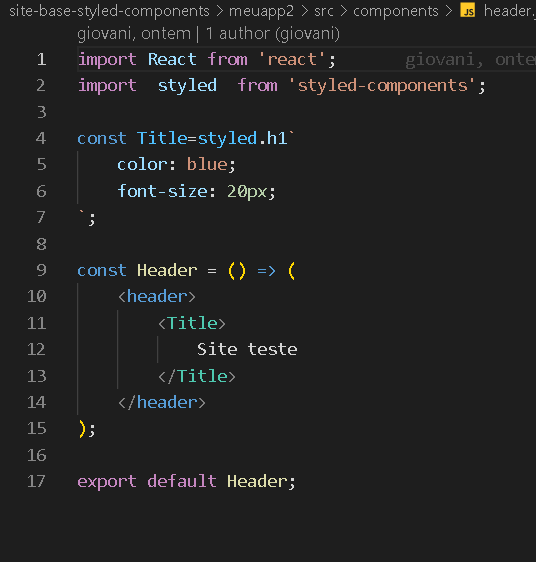 site-base-styled-components > meuapp2 > src > components > JS header.
giovani, ontem | 1 author (giovani)
1 import React from 'react'; giovani, onte
2 import  styled  from 'styled-components';
3
4 const Title=styled.h1`
5     color: blue;
6     font-size: 20px;
7 `;
8
9 const Header = () => (
10     <header>
11         <Title>
12             Site teste
13         </Title>
14     </header>
15 );
16
17 export default Header;